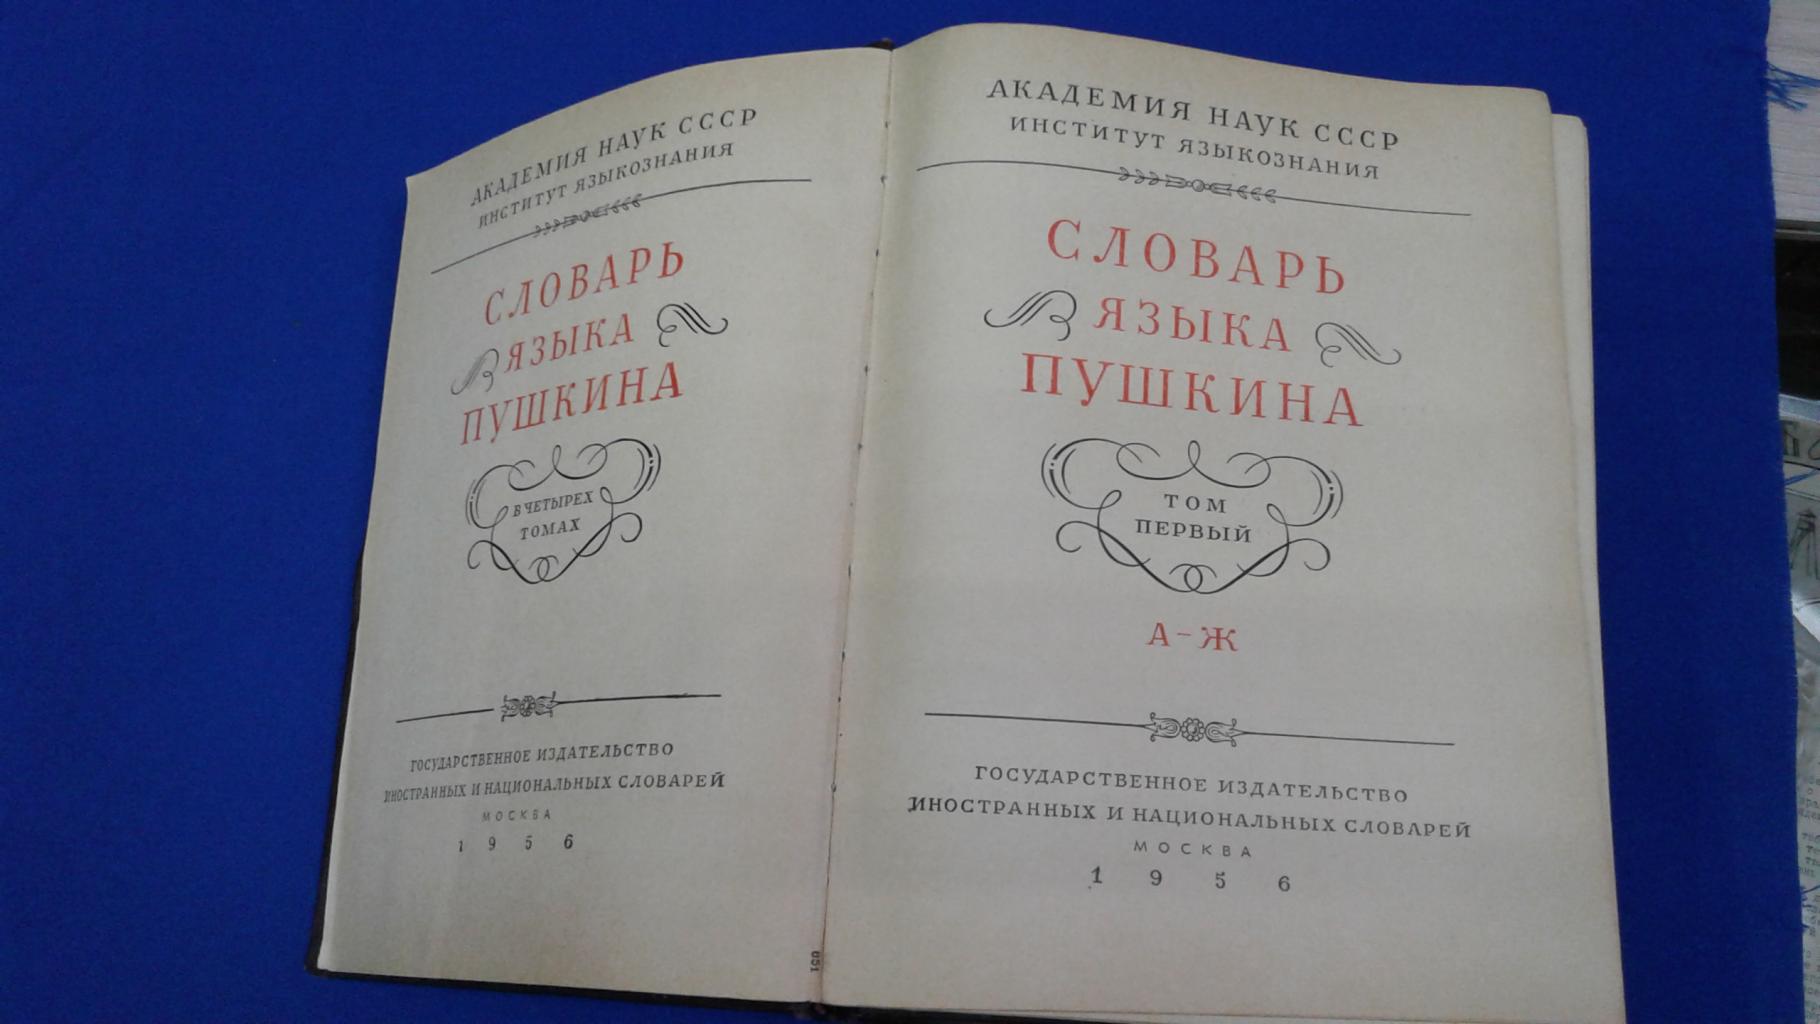 АКАДЕМИЯ НАУК СССР
ИНСТИТУТ ЯЗЫКОЗНАНИЯ
СЛОВАРЬ
ЯЗЫКА
ПУШКИНА
В ЧЕТЫРЕХ
ТОМАХ
ГОСУДАРСТВЕННОЕ ИЗДАТЕЛЬСТВО
ИНОСТРАННЫХ И НАЦИОНАЛЬНЫХ СЛОВАРЕЙ
МОСКВА
1956
051
АКАДЕМИЯ НАУК СССР
ИНСТИТУТ ЯЗЫКОЗНАНИЯ
СЛОВАРЬ
ЯЗЫКА
ПУШКИНА
ТОМ
ПЕРВЫЙ
А-Ж
ГОСУДАРСТВЕННОЕ ИЗДАТЕЛЬСТВО
ИНОСТРАННЫХ И НАЦИОНАЛЬНЫХ СЛОВАРЕЙ
МОСКВА
1956